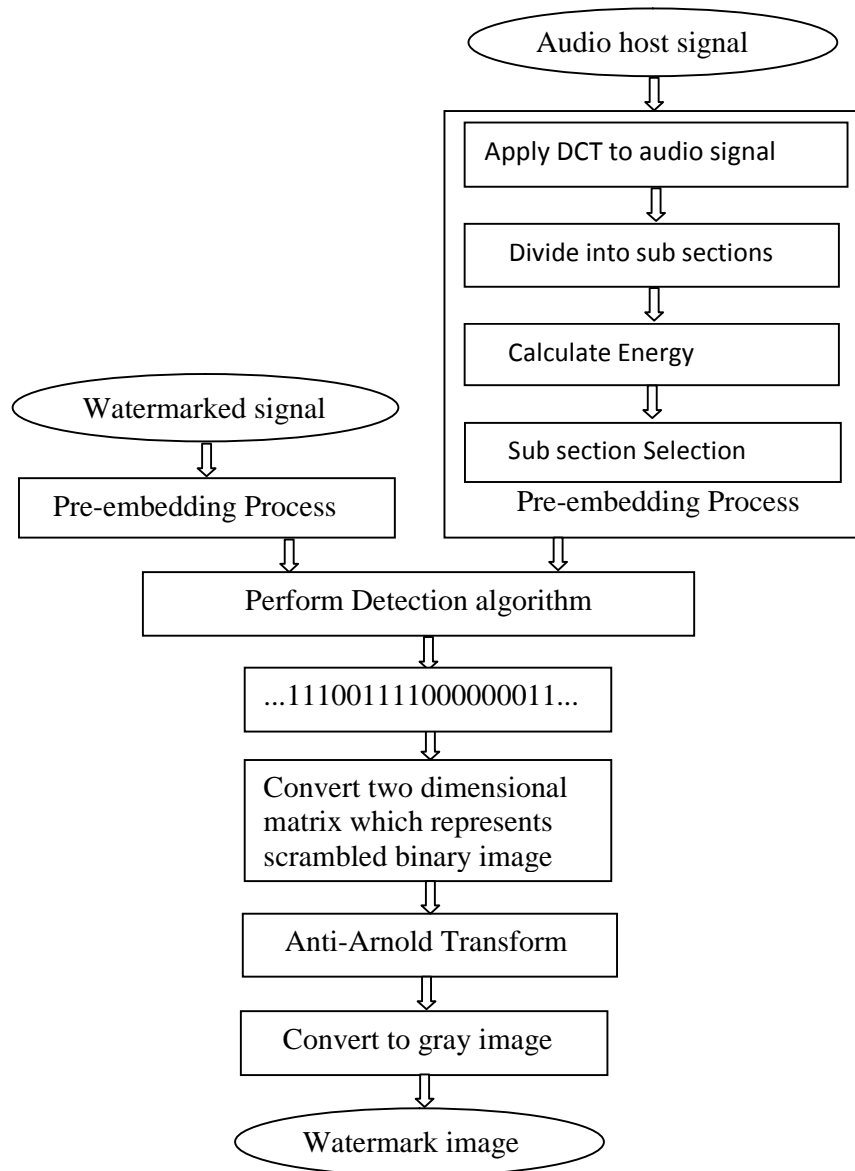 Audio host signal
Apply DCT to audio signal
Divide into sub sections
Calculate Energy
Sub section Selection
Pre-embedding Process
Watermarked signal
Pre-embedding Process
Perform Detection algorithm
...111001111000000011...
Convert two dimensional
matrix which represents
scrambled binary image
Anti-Arnold Transform
Convert to gray image
Watermark image